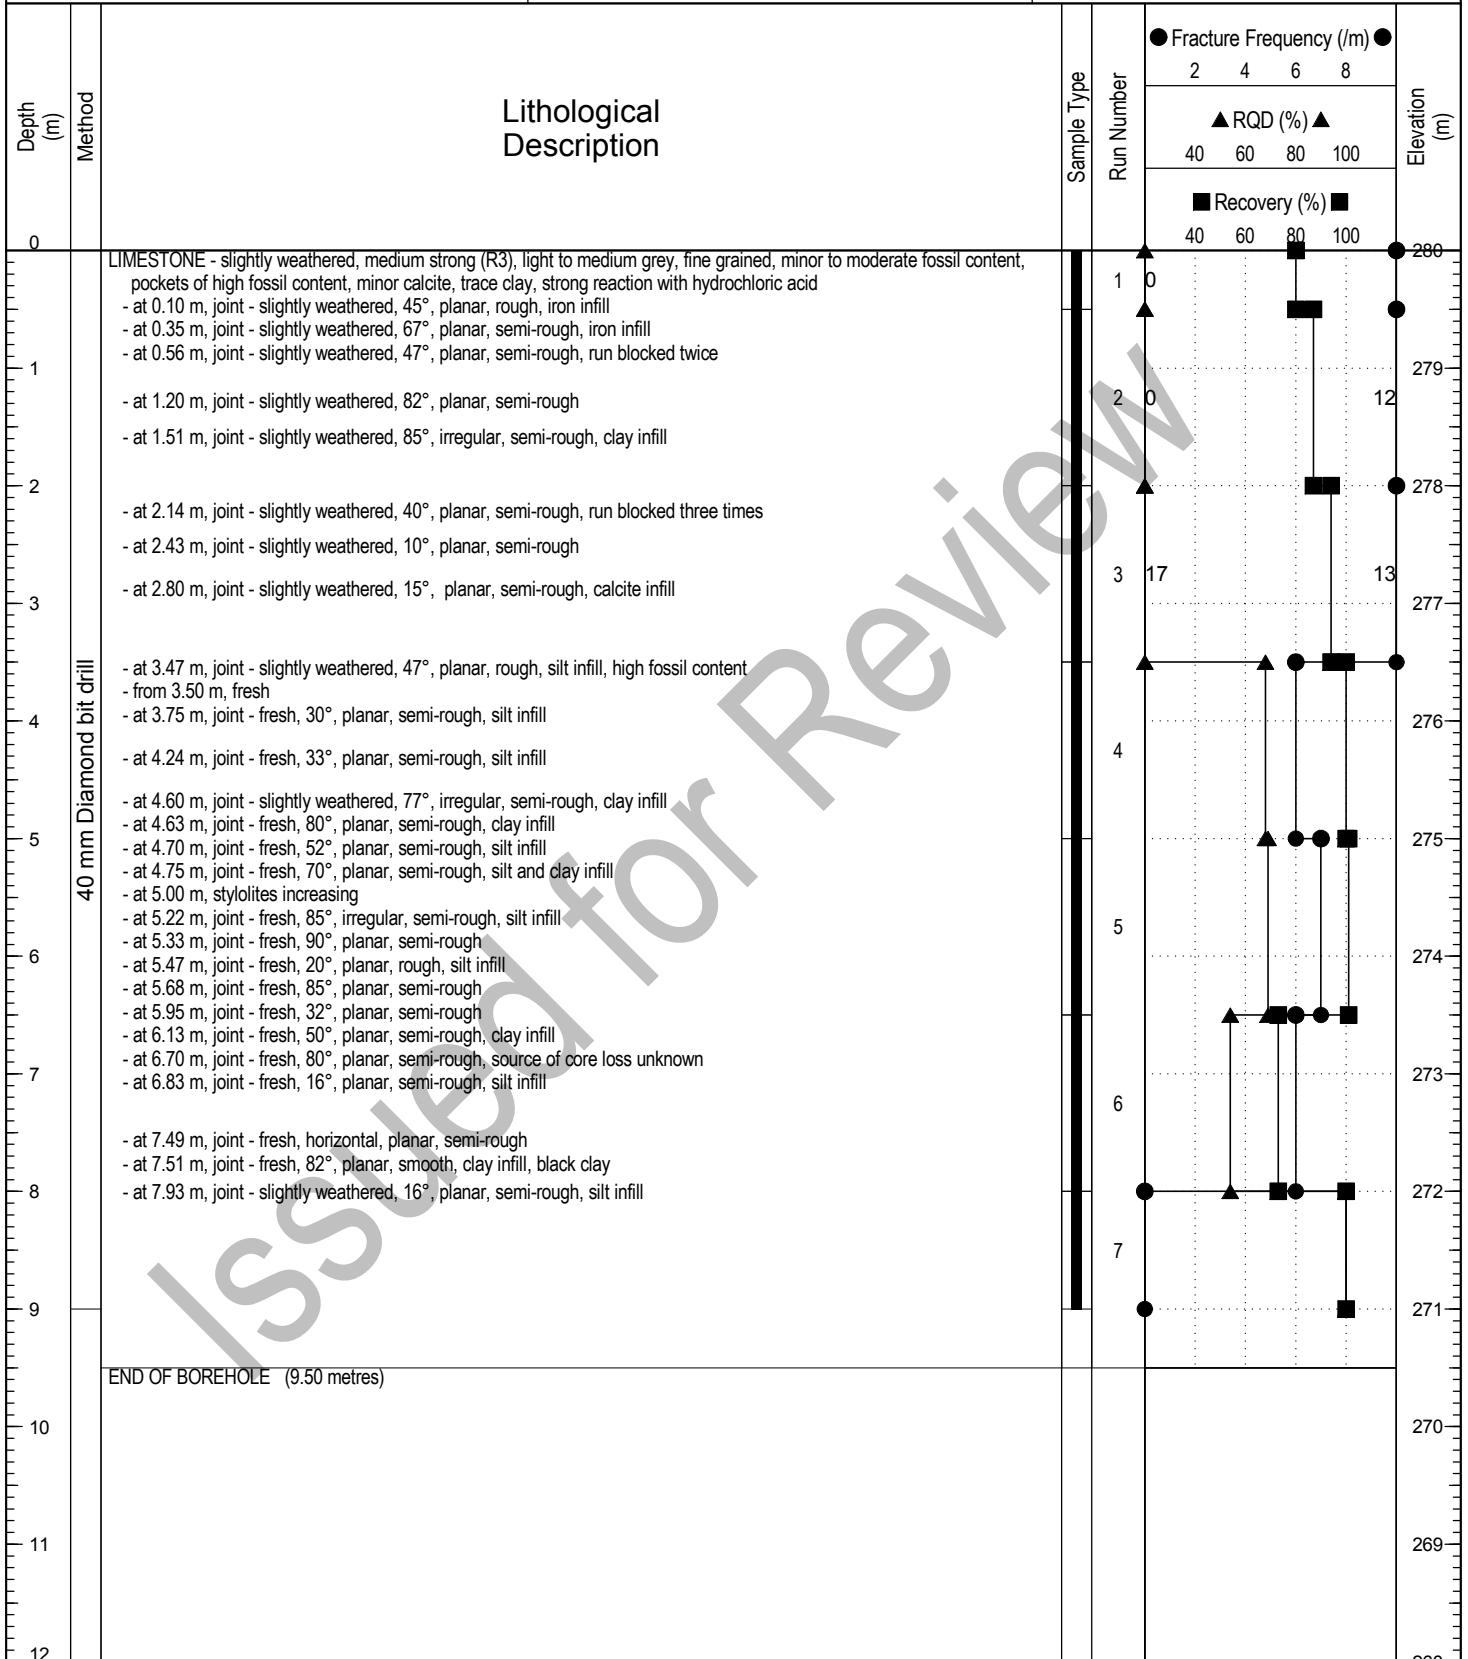 Depth
(m)
Method
Lithological
Description
Sample Type
Run Number
Fracture Frequency (/m)
2 4 6 8
RQD (%)
40 60 80 100
Recovery (%)
40 60 80 100
Elevation
(m)
0
280
LIMESTONE - slightly weathered, medium strong (R3), light to medium grey, fine grained, minor to moderate fossil content,
pockets of high fossil content, minor calcite, trace clay, strong reaction with hydrochloric acid
1 0
- at 0.10 m, joint - slightly weathered, 45°, planar, rough, iron infill
- at 0.35 m, joint - slightly weathered, 67°, planar, semi-rough, iron infill
- at 0.56 m, joint - slightly weathered, 47°, planar, semi-rough, run blocked twice
1
279
- at 1.20 m, joint - slightly weathered, 82°, planar, semi-rough
2 0 12
- at 1.51 m, joint - slightly weathered, 85°, irregular, semi-rough, clay infill
2
278
- at 2.14 m, joint - slightly weathered, 40°, planar, semi-rough, run blocked three times
- at 2.43 m, joint - slightly weathered, 10°, planar, semi-rough
3 17 13
- at 2.80 m, joint - slightly weathered, 15°, planar, semi-rough, calcite infill
3
277
- at 3.47 m, joint - slightly weathered, 47°, planar, rough, silt infill, high fossil content
- from 3.50 m, fresh
- at 3.75 m, joint - fresh, 30°, planar, semi-rough, silt infill
4
276
40 mm Diamond bit drill
- at 4.24 m, joint - fresh, 33°, planar, semi-rough, silt infill
4
- at 4.60 m, joint - slightly weathered, 77°, irregular, semi-rough, clay infill
- at 4.63 m, joint - fresh, 80°, planar, semi-rough, clay infill
5
275
- at 4.70 m, joint - fresh, 52°, planar, semi-rough, silt infill
- at 4.75 m, joint - fresh, 70°, planar, semi-rough, silt and clay infill
- at 5.00 m, stylolites increasing
- at 5.22 m, joint - fresh, 85°, irregular, semi-rough, silt infill
5
- at 5.33 m, joint - fresh, 90°, planar, semi-rough
6
274
- at 5.47 m, joint - fresh, 20°, planar, rough, silt infill
- at 5.68 m, joint - fresh, 85°, planar, semi-rough
- at 5.95 m, joint - fresh, 32°, planar, semi-rough
- at 6.13 m, joint - fresh, 50°, planar, semi-rough, clay infill
- at 6.70 m, joint - fresh, 80°, planar, semi-rough, source of core loss unknown
7
273
- at 6.83 m, joint - fresh, 16°, planar, semi-rough, silt infill
6
- at 7.49 m, joint - fresh, horizontal, planar, semi-rough
- at 7.51 m, joint - fresh, 82°, planar, smooth, clay infill, black clay
8
- at 7.93 m, joint - slightly weathered, 16°, planar, semi-rough, silt infill
272
7
9
271
END OF BOREHOLE (9.50 metres)
10
270
11
269
12
Issued for Review